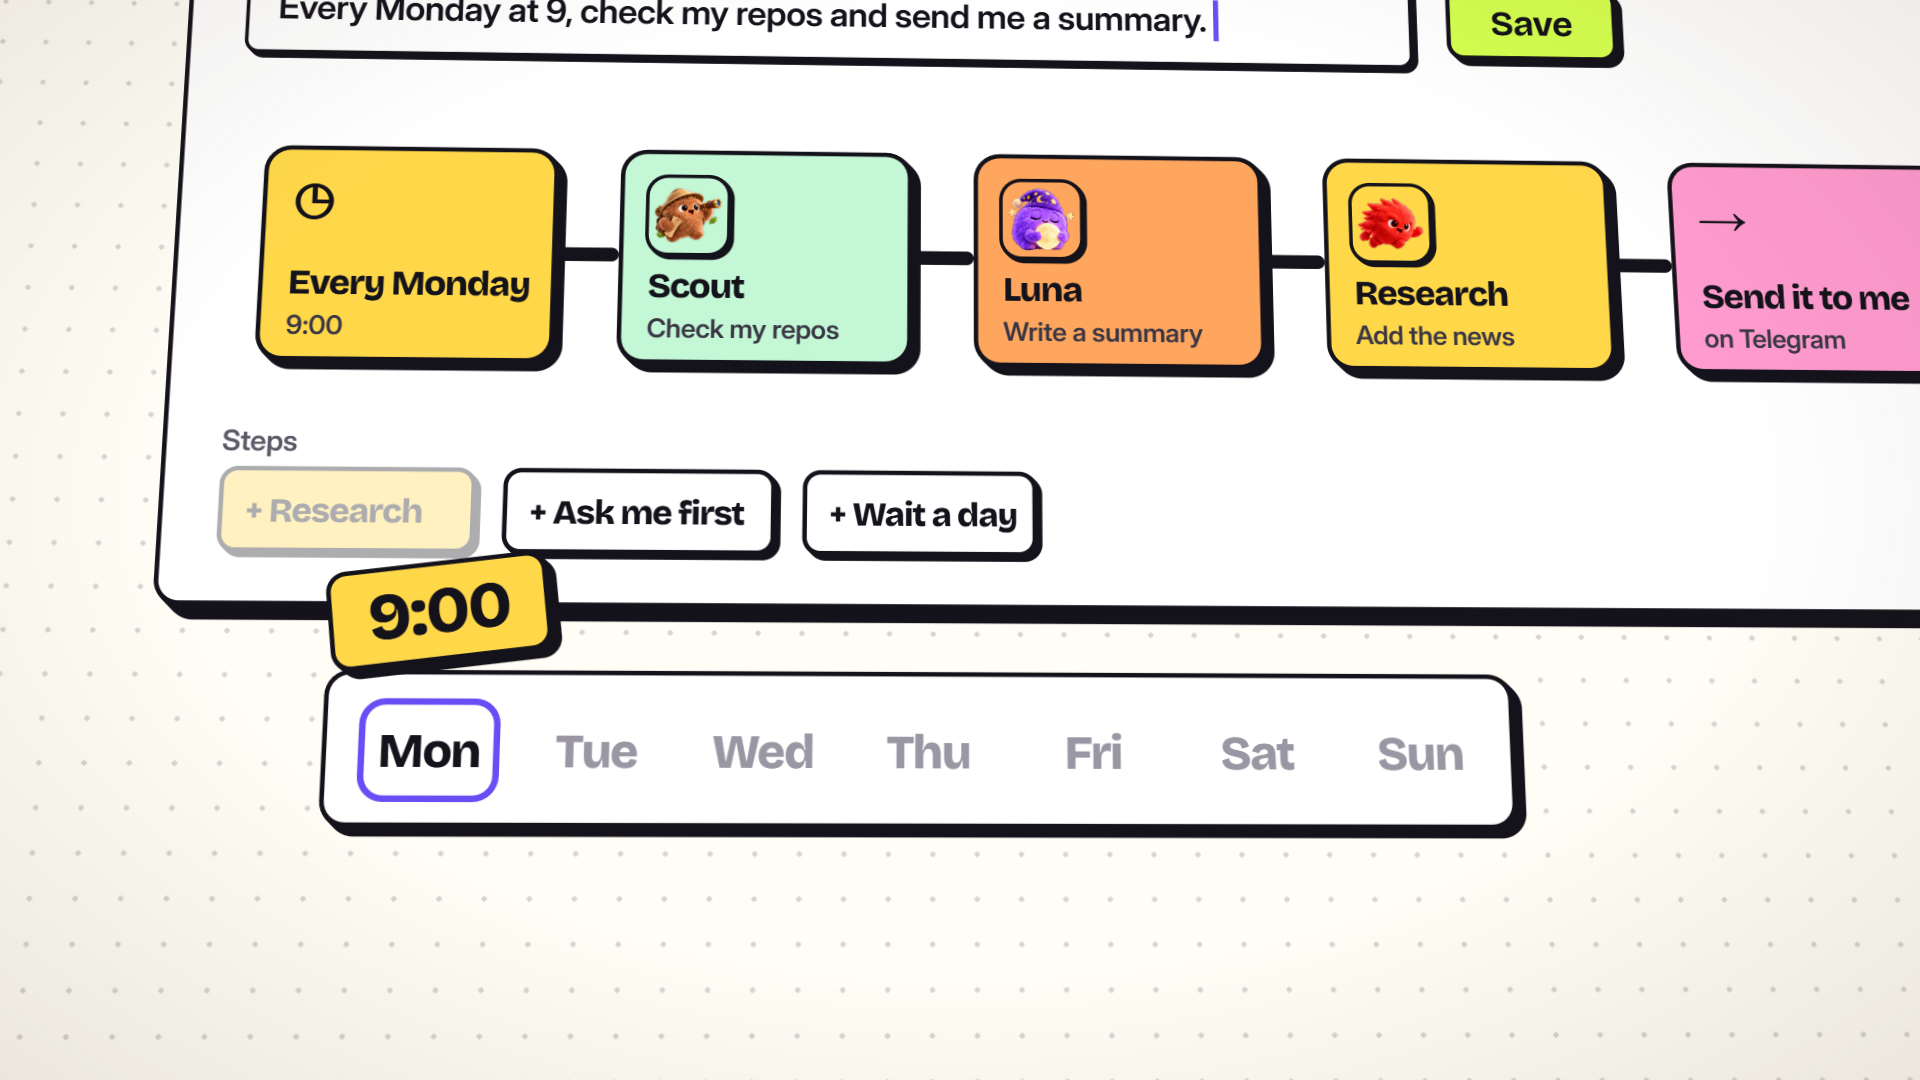 Every Monday at 9, check my repos and send me a summary.
Save
Every Monday
9:00
Scout
Check my repos
Luna
Write a summary
Research
Add the news
→
Send it to me
on Telegram
Steps
+ Research
+ Ask me first
+ Wait a day
9:00
Mon Tue Wed Thu Fri Sat Sun